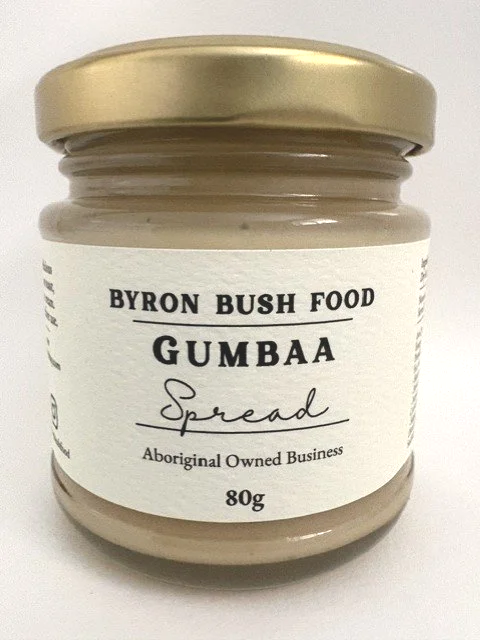 BYRON BUSH FOOD
GUMBAA
Spread
Aboriginal Owned Business
80g